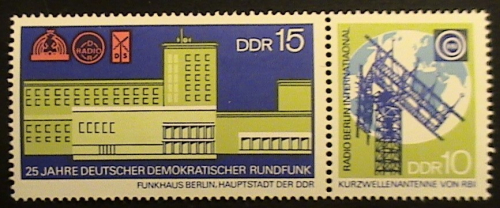 DDR 15
RADIO
D S
25 JAHRE DEUTSCHER DEMOKRATISCHER RUNDFUNK
FUNKHAUS BERLIN, HAUPTSTADT DER DDR
RADIO BERLIN INTERNATIONAL
DDR 10
KURZWELLENANTENNE VON RBI